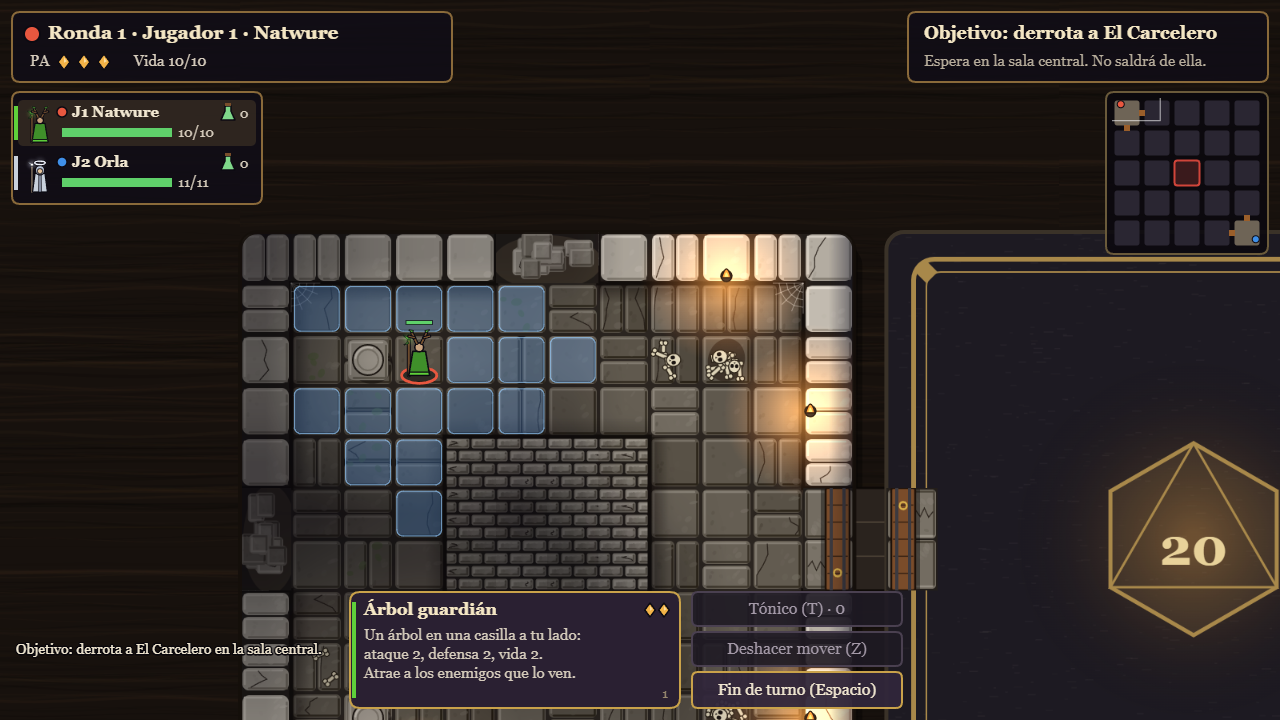 Ronda 1 · Jugador 1 · Natwure
PA
Vida 10/10
Objetivo: derrota a El Carcelero
Espera en la sala central. No saldrá de ella.
J1 Natwure
0
10/10
J2 Orla
0
11/11
20
Árbol guardián
Un árbol en una casilla a tu lado:
ataque 2, defensa 2, vida 2.
Atrae a los enemigos que lo ven.
1
Tónico (T) · 0
Deshacer mover (Z)
Fin de turno (Espacio)
Objetivo: derrota a El Carcelero en la sala central.